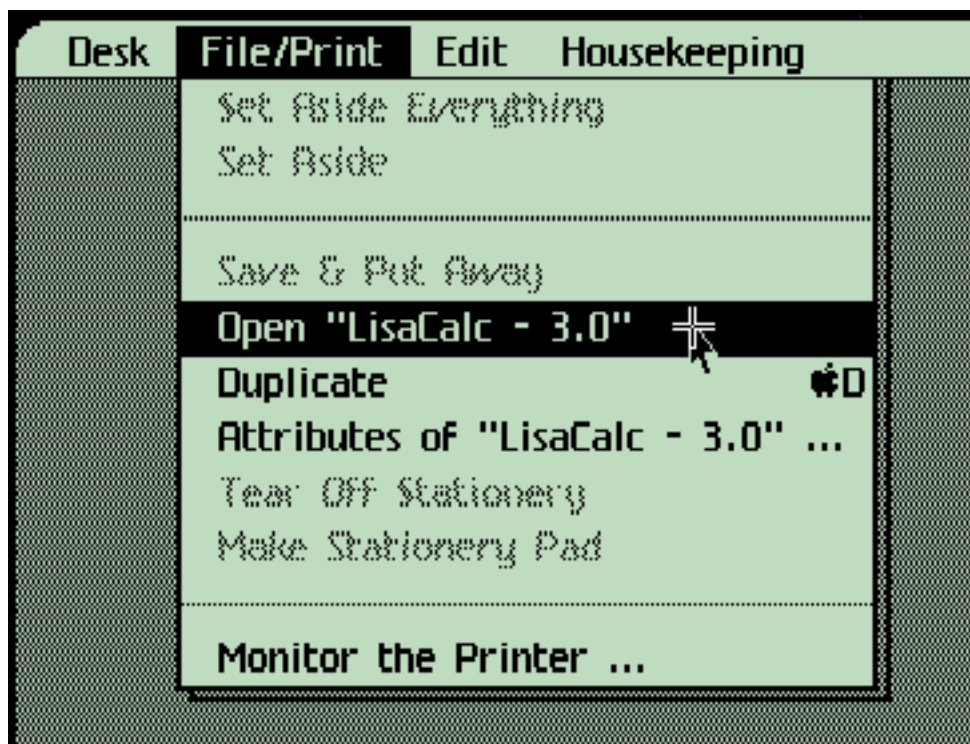 Desk File/Print Edit Housekeeping
Set Aside Everything
Set Aside
Save & Put Away
Open "LisaCalc - 3.0"
Duplicate D
Attributes of "LisaCalc - 3.0" ...
Tear Off Stationery
Make Stationery Pad
Monitor the Printer ...